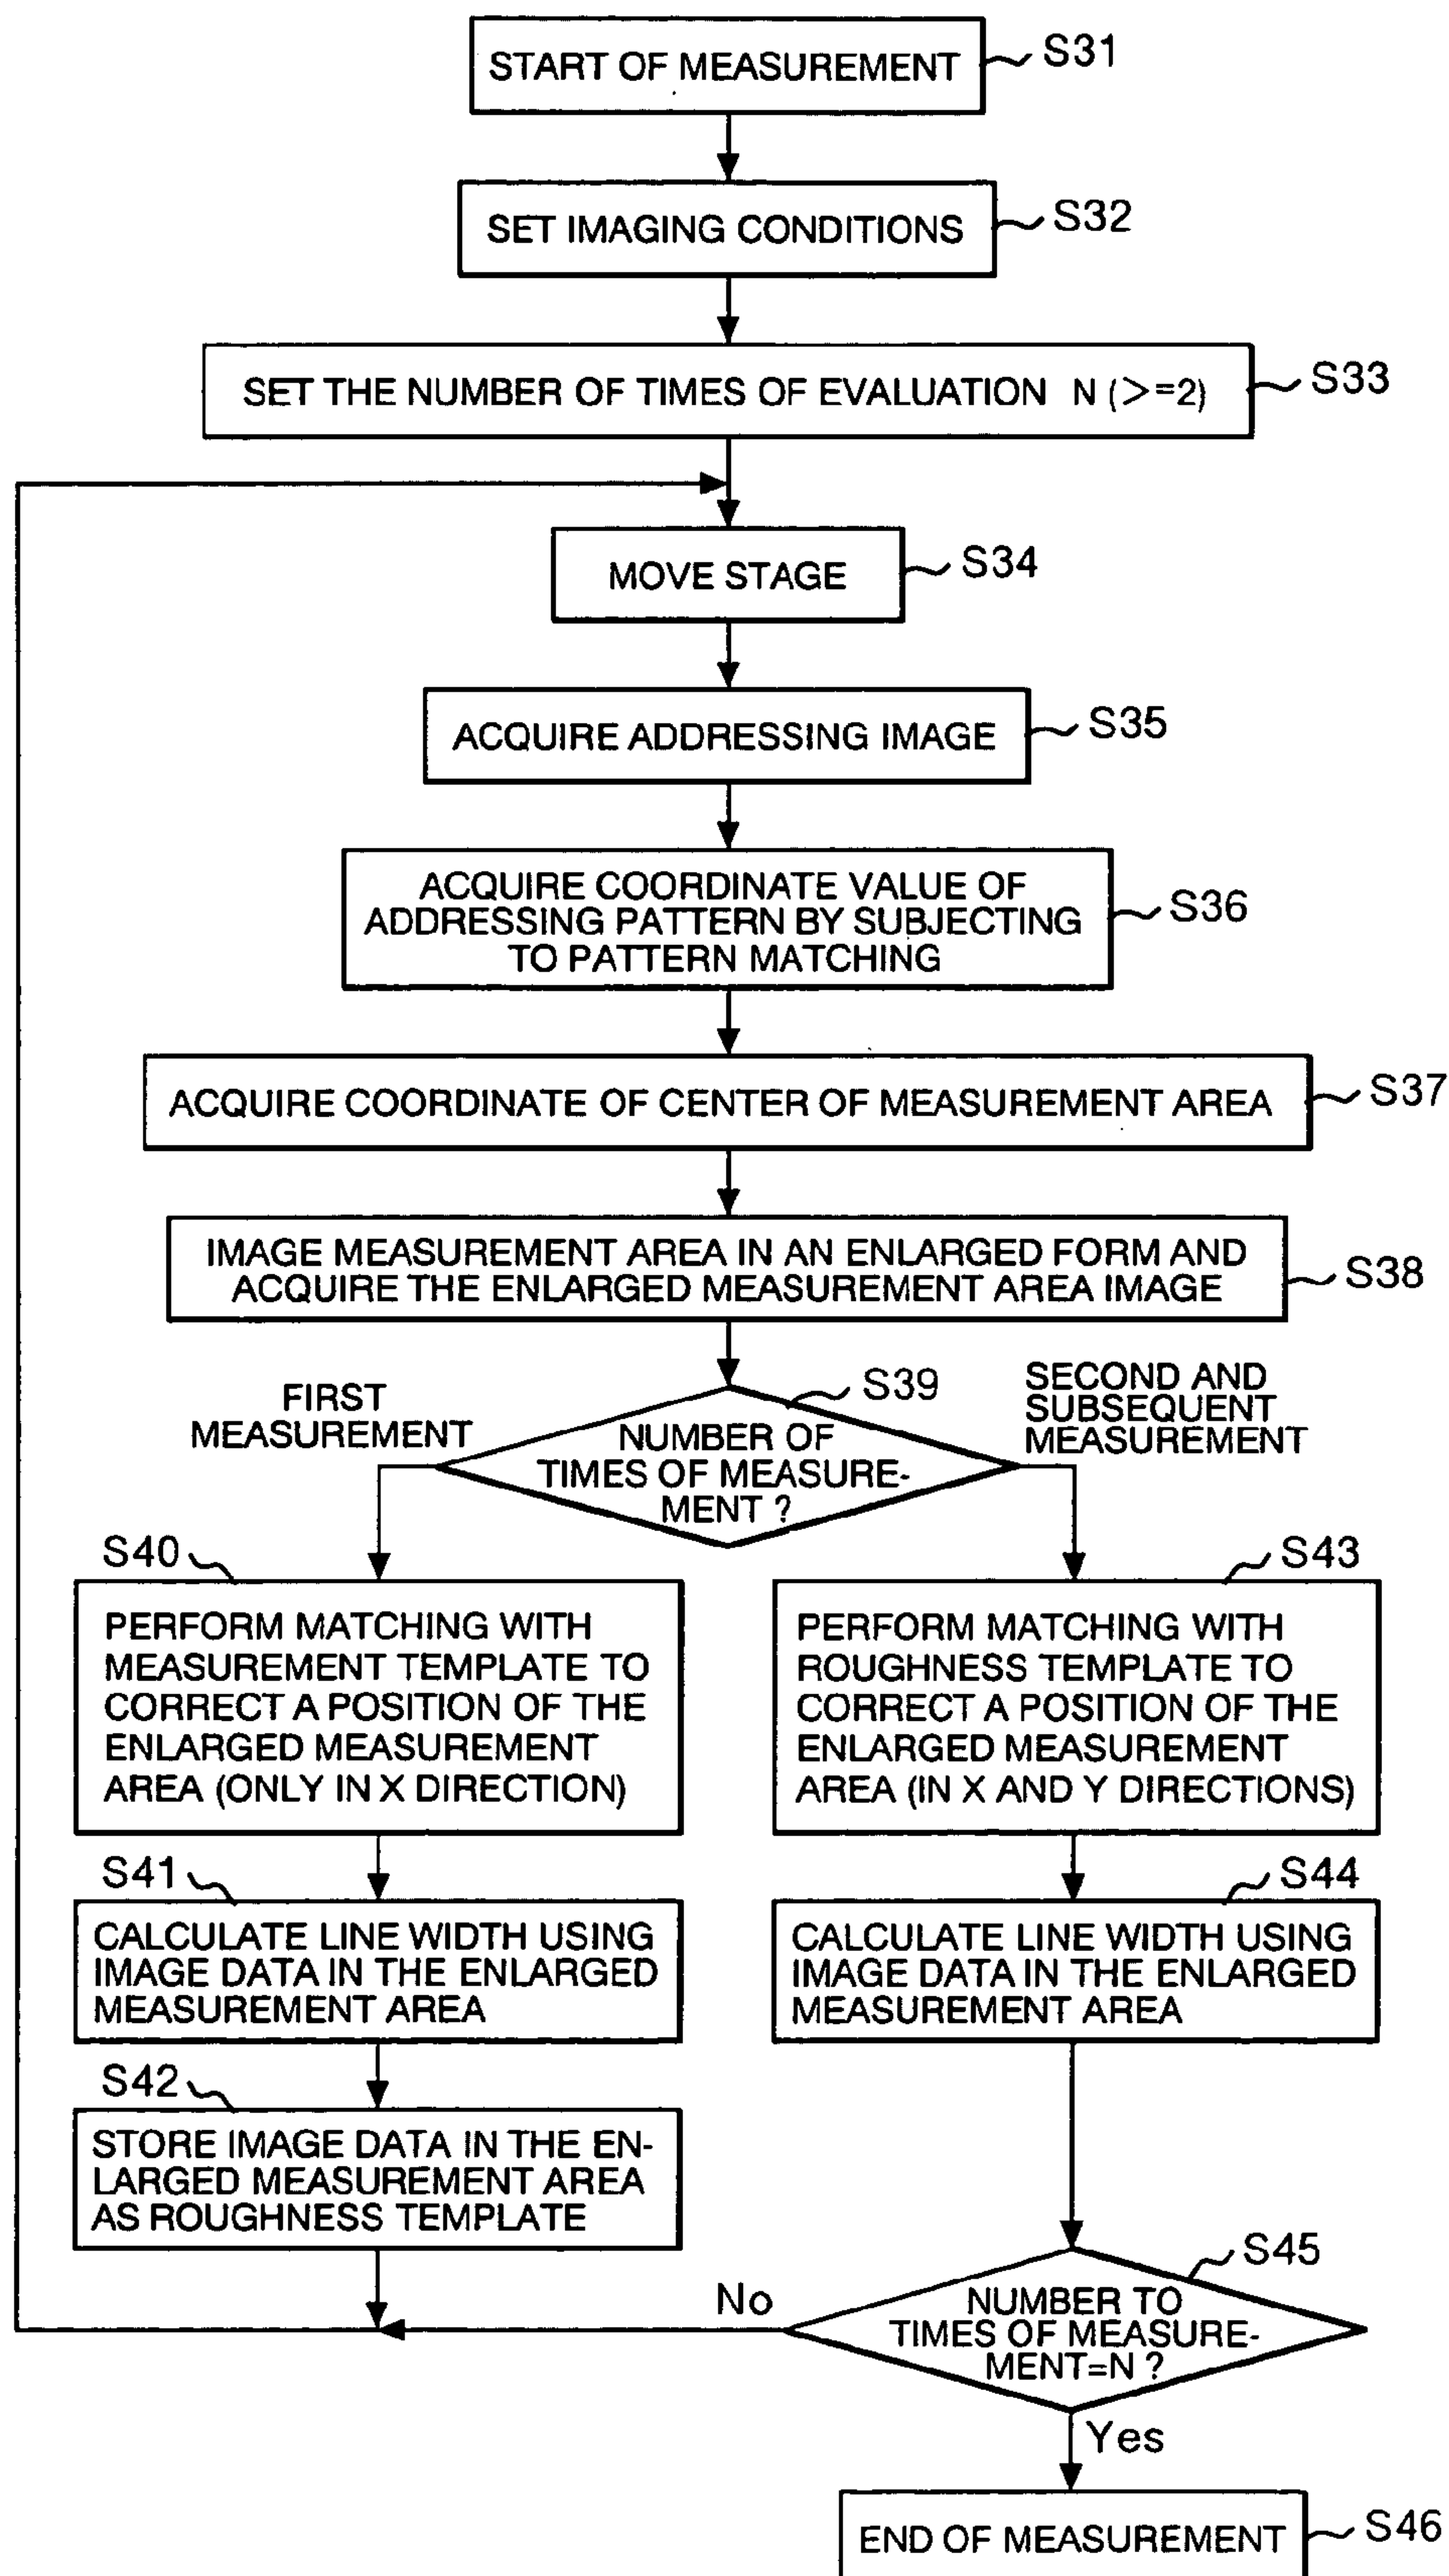 START OF MEASUREMENT
S31
SET IMAGING CONDITIONS
S32
SET THE NUMBER OF TIMES OF EVALUATION N (>=2)
S33
MOVE STAGE
S34
ACQUIRE ADDRESSING IMAGE
S35
ACQUIRE COORDINATE VALUE OF
ADDRESSING PATTERN BY SUBJECTING
TO PATTERN MATCHING
S36
ACQUIRE COORDINATE OF CENTER OF MEASUREMENT AREA
S37
IMAGE MEASUREMENT AREA IN AN ENLARGED FORM AND
ACQUIRE THE ENLARGED MEASUREMENT AREA IMAGE
S38
S39
NUMBER OF
TIMES OF MEASURE-
MENT ?
FIRST
MEASUREMENT
SECOND AND
SUBSEQUENT
MEASUREMENT
S40
PERFORM MATCHING WITH
MEASUREMENT TEMPLATE TO
CORRECT A POSITION OF THE
ENLARGED MEASUREMENT
AREA (ONLY IN X DIRECTION)
S41
CALCULATE LINE WIDTH USING
IMAGE DATA IN THE ENLARGED
MEASUREMENT AREA
S42
STORE IMAGE DATA IN THE EN-
LARGED MEASUREMENT AREA
AS ROUGHNESS TEMPLATE
S43
PERFORM MATCHING WITH
ROUGHNESS TEMPLATE TO
CORRECT A POSITION OF THE
ENLARGED MEASUREMENT
AREA (IN X AND Y DIRECTIONS)
S44
CALCULATE LINE WIDTH USING
IMAGE DATA IN THE ENLARGED
MEASUREMENT AREA
S45
NUMBER TO
TIMES OF MEASURE-
MENT=N ?
No
Yes
END OF MEASUREMENT
S46